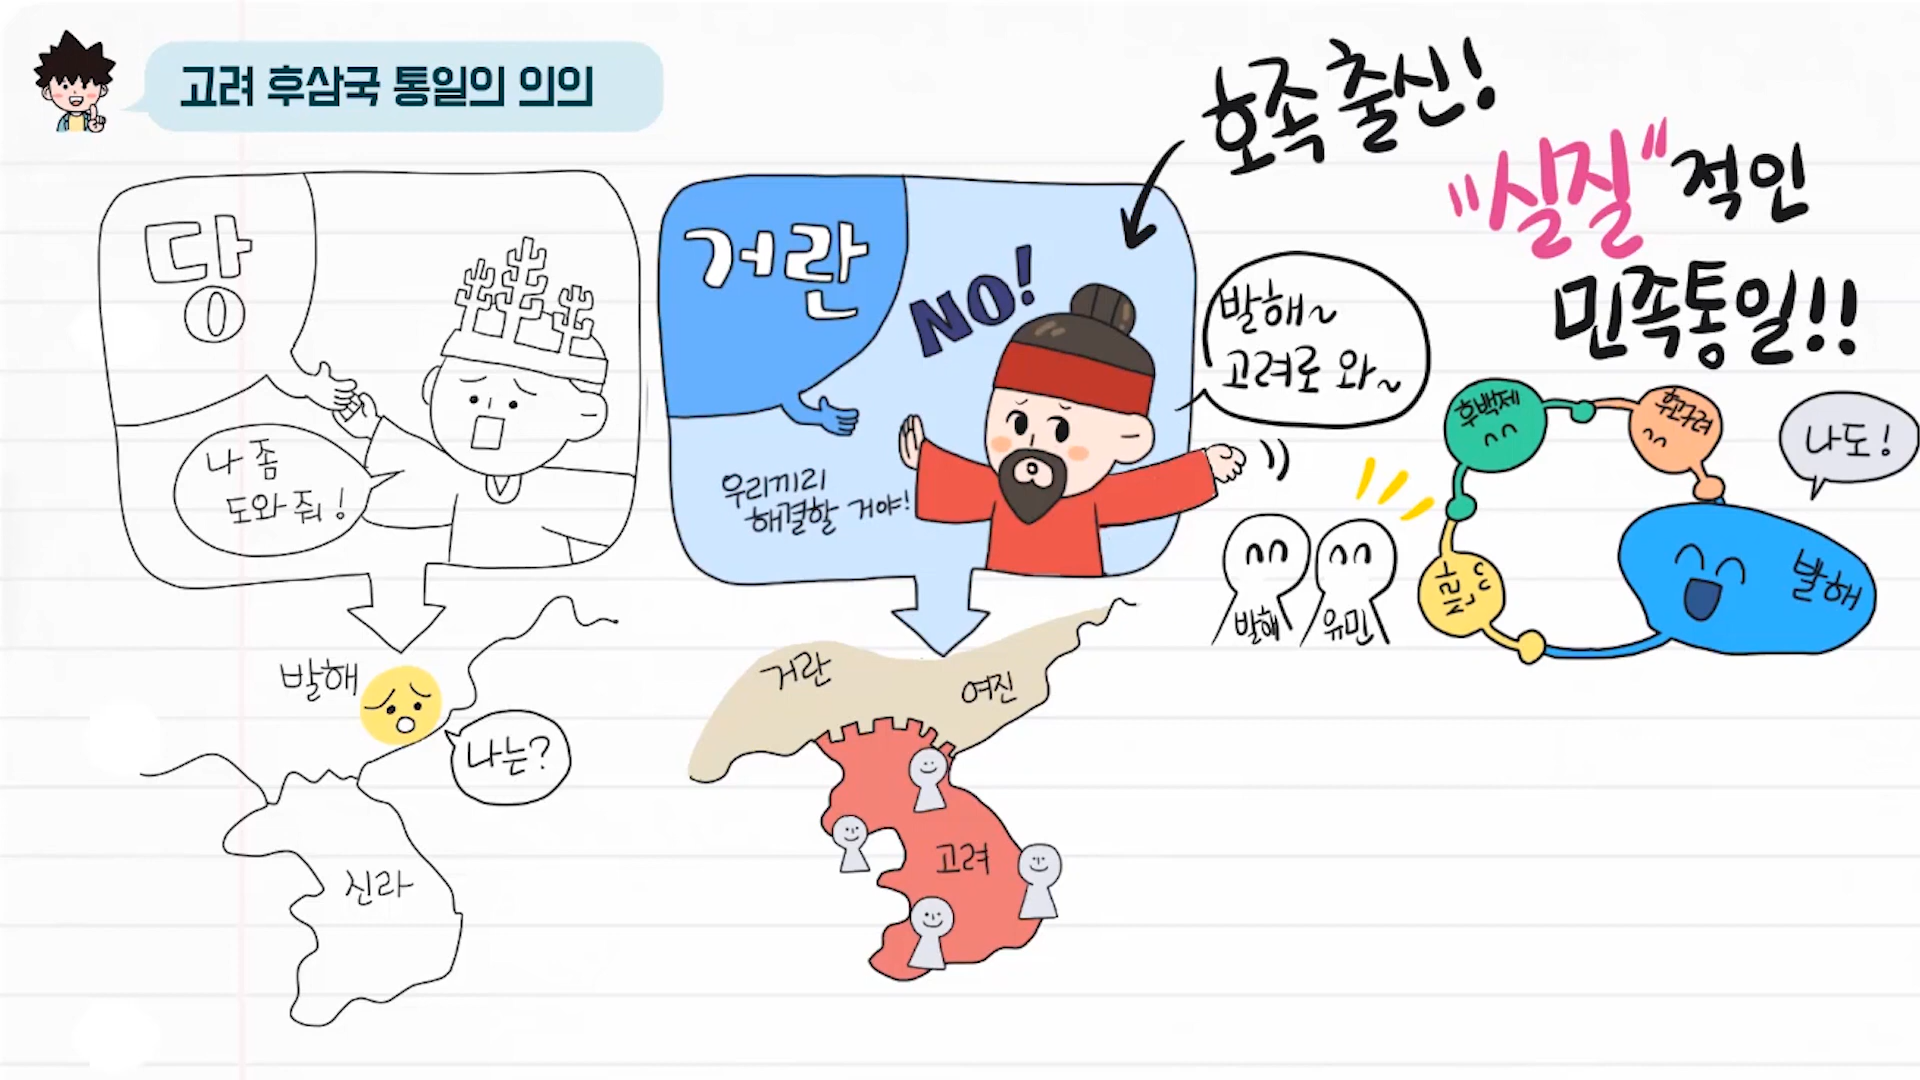 고려 후삼국 통일의 의의
당
나 좀
도와 줘!
발해
나는?
신라
거란
NO!
우리끼리
해결할 거야!
호족 출신!
"실질"적인
민족통일!!
발해~
고려로 와~
발해 유민
후백제
후고구려
신라
발해
나도!
거란
여진
고려